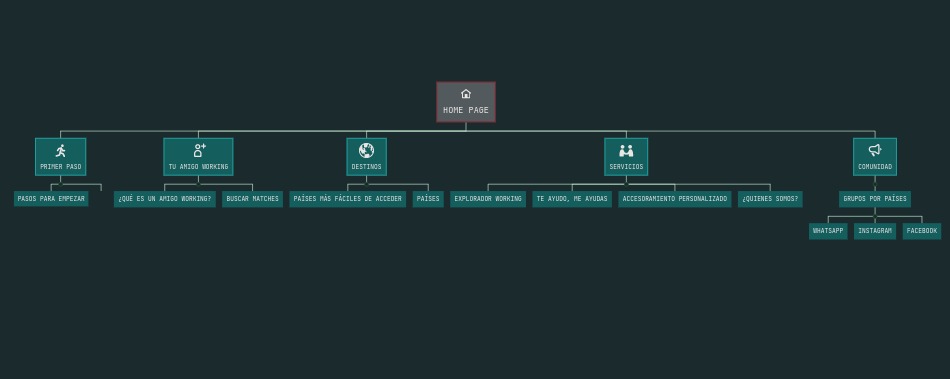 HOME PAGE
PRIMER PASO
TU AMIGO WORKING
DESTINOS
SERVICIOS
COMUNIDAD
PASOS PARA EMPEZAR
¿QUÉ ES UN AMIGO WORKING?
BUSCAR MATCHES
PAÍSES MÁS FÁCILES DE ACCEDER
PAÍSES
EXPLORADOR WORKING
TE AYUDO, ME AYUDAS
ACCESORAMIENTO PERSONALIZADO
¿QUIENES SOMOS?
GRUPOS POR PAÍSES
WHATSAPP
INSTAGRAM
FACEBOOK